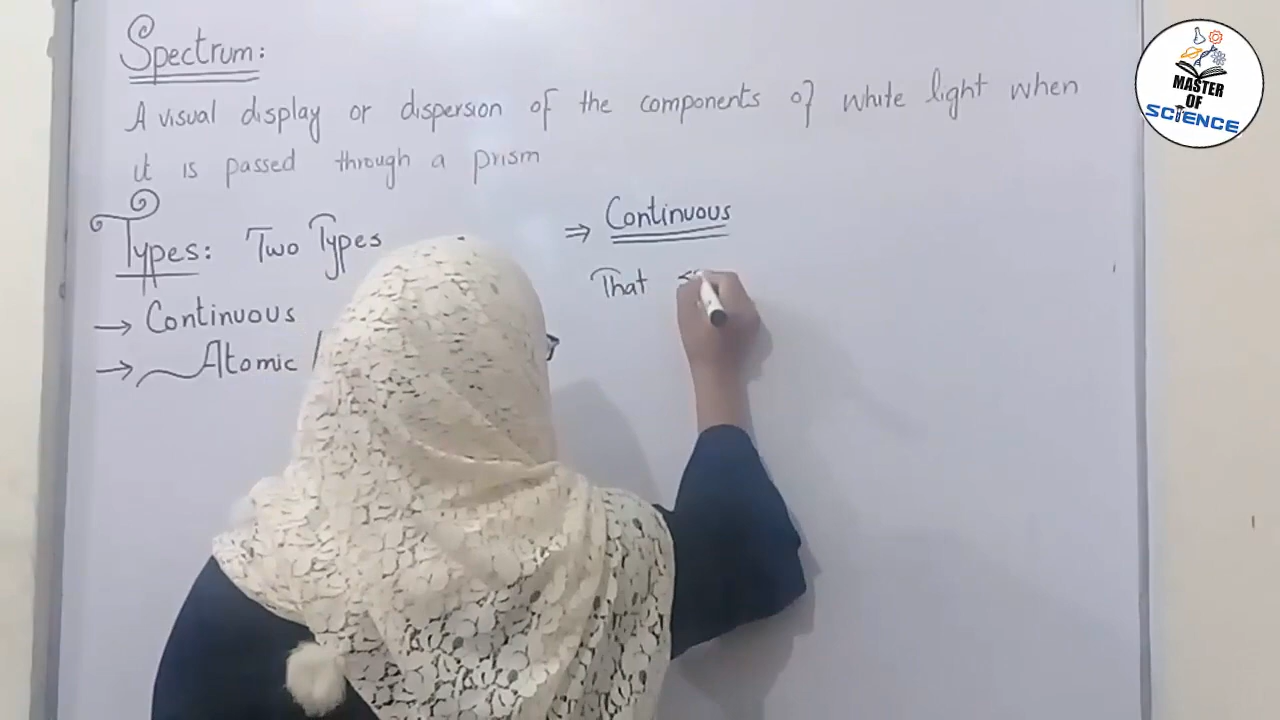 Spectrum:
A visual display or dispersion of the components of white light when
it is passed through a prism
Types: Two Types
→ Continuous
→ Atomic /
⇒ Continuous
That
MASTER
OF
SCIENCE